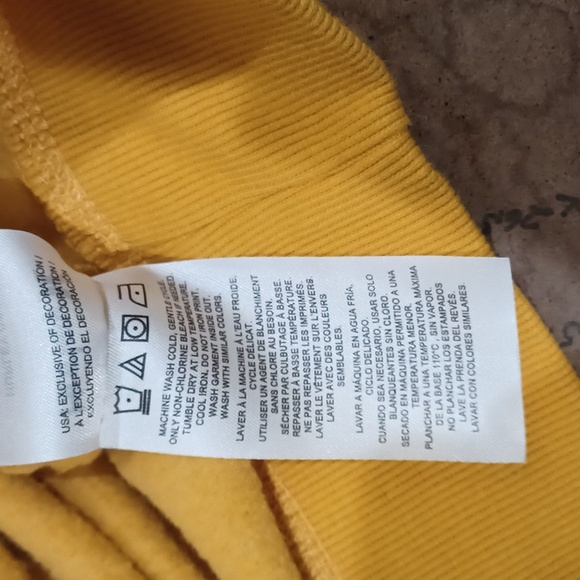 USA: EXCLUSIVE OF DECORATION /
À L'EXCEPTION DE DÉCORATION /
EXCLUYENDO EL DECORACIÓN
MACHINE WASH COLD, GENTLE CYCLE.
ONLY NON-CHLORINE BLEACH IF NEEDED.
TUMBLE DRY AT LOW TEMPERATURE.
COOL IRON. DO NOT IRON PRINT.
WASH GARMENT INSIDE OUT.
WASH WITH SIMILAR COLORS.
LAVER À LA MACHINE À L'EAU FROIDE,
CYCLE DÉLICAT.
UTILISER UN AGENT DE BLANCHIMENT
SANS CHLORE AU BESOIN.
SÉCHER PAR CULBUTAGE À BASSE.
REPASSER À BASSE TEMPÉRATURE
NE PAS REPASSER LES IMPRIMÉS.
LAVER LE VÊTEMENT SUR L'ENVERS
LAVER AVEC DES COULEURS
SEMBLABLES.
LAVAR A MÁQUINA EN AGUA FRÍA,
CICLO DELICADO.
CUANDO SEA NECESARIO, USAR SOLO
BLANQUEANTES SIN CLORO.
SECADO EN MAQUINA PERMITIDO A UNA
TEMPERATURA MENOR.
PLANCHAR A UNA TEMPERATURA MÁXIMA
DE LA BASE 110°C , SIN VAPOR.
NO PLANCHAR LOS ESTAMPADOS
LAVE LA PRENDA DEL REVÉS.
LAVAR CON COLORES SIMILARES